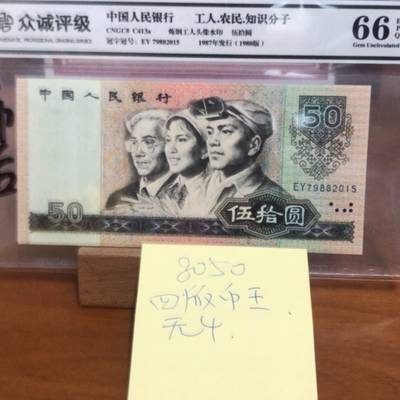 众诚评级
中国人民银行 工人.农民.知识分子
CNGC# C413a 炼钢工人头像水印 伍拾圆
冠字冠号: EY 79882015 1987年发行(1980版)
66 E
Gem Uncirculated
中国人民银行
50
EY79882015
50
伍拾圆
8050
四版币王
无4.